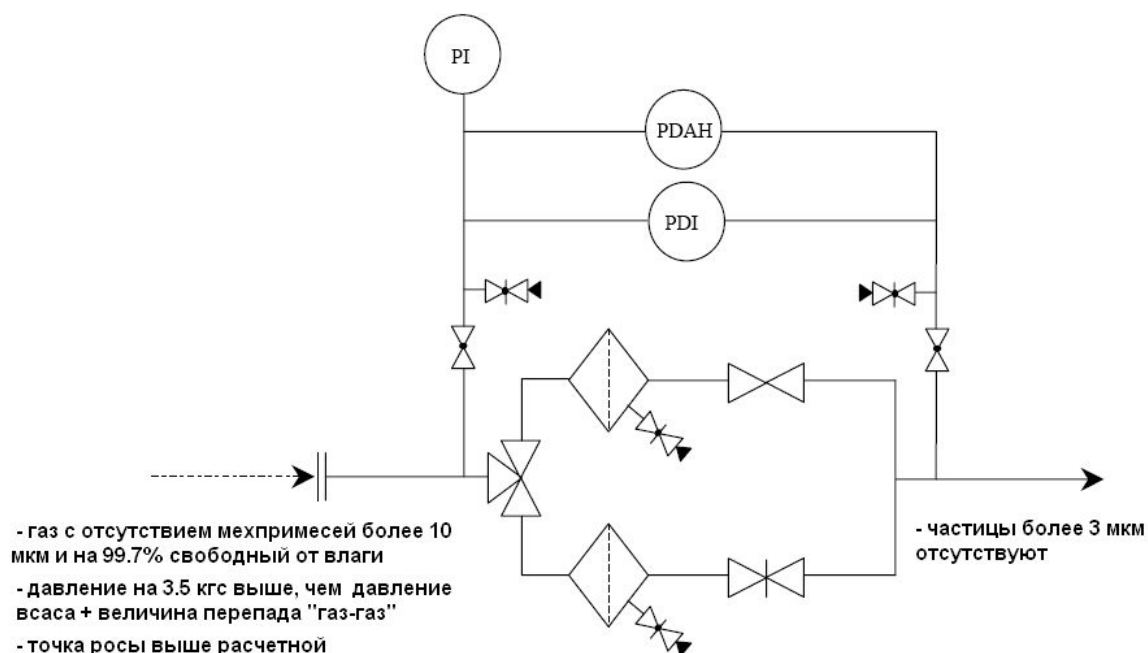 PI
PDAH
PDI
- газ с отсутствием мехпримесей более 10
мкм и на 99.7% свободный от влаги
- давление на 3.5 кгс выше, чем давление
всаса + величина перепада "газ-газ"
- точка росы выше расчетной
- частицы более 3 мкм
отсутствуют